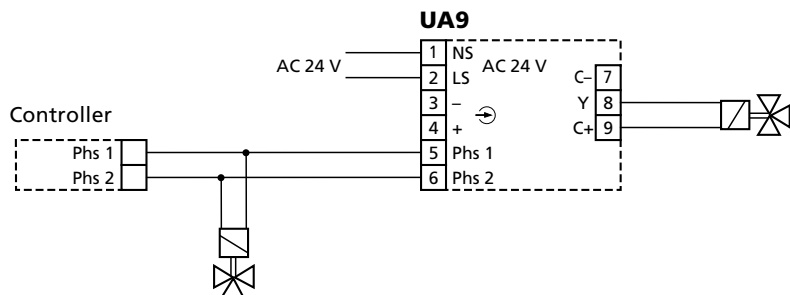 UA9
AC 24 V
1 NS AC 24 V
2 LS
3 –
4 +
5 Phs 1
6 Phs 2
C– 7
Y 8
C+ 9
Controller
Phs 1
Phs 2